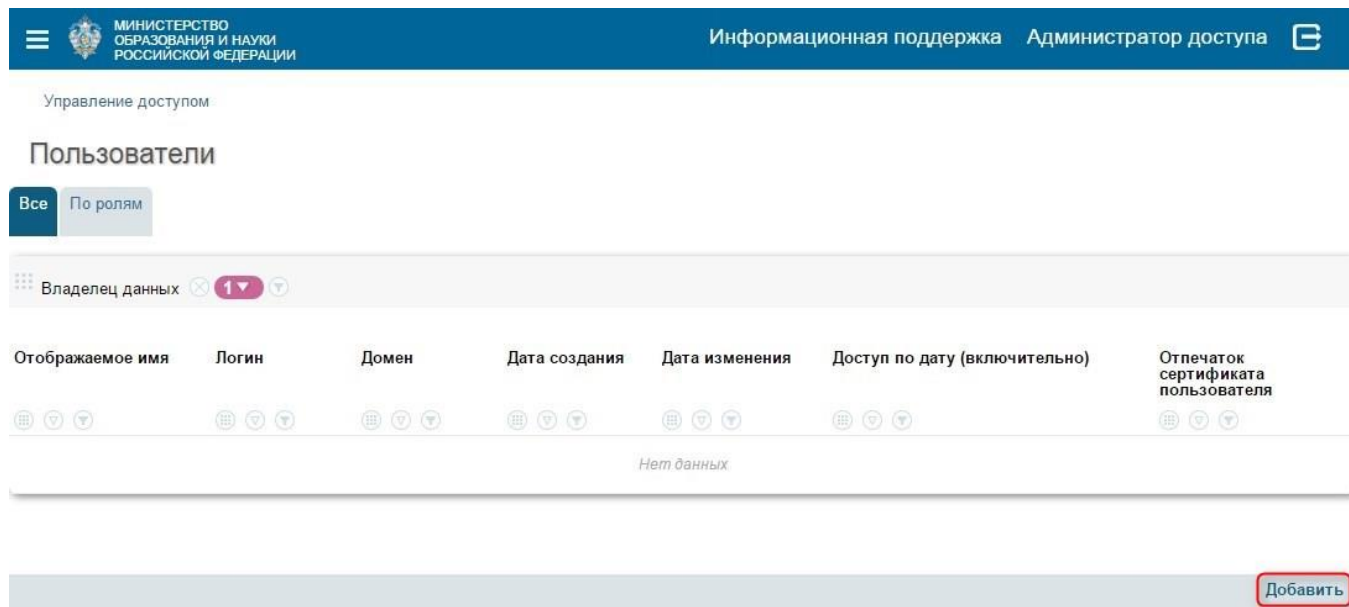 МИНИСТЕРСТВО
ОБРАЗОВАНИЯ И НАУКИ
РОССИЙСКОЙ ФЕДЕРАЦИИ
Информационная поддержка Администратор доступа
Управление доступом
Пользователи
Все По ролям
Владелец данных 1
Отображаемое имя Логин Домен Дата создания Дата изменения Доступ по дату (включительно) Отпечаток
сертификата
пользователя
Нет данных
Добавить